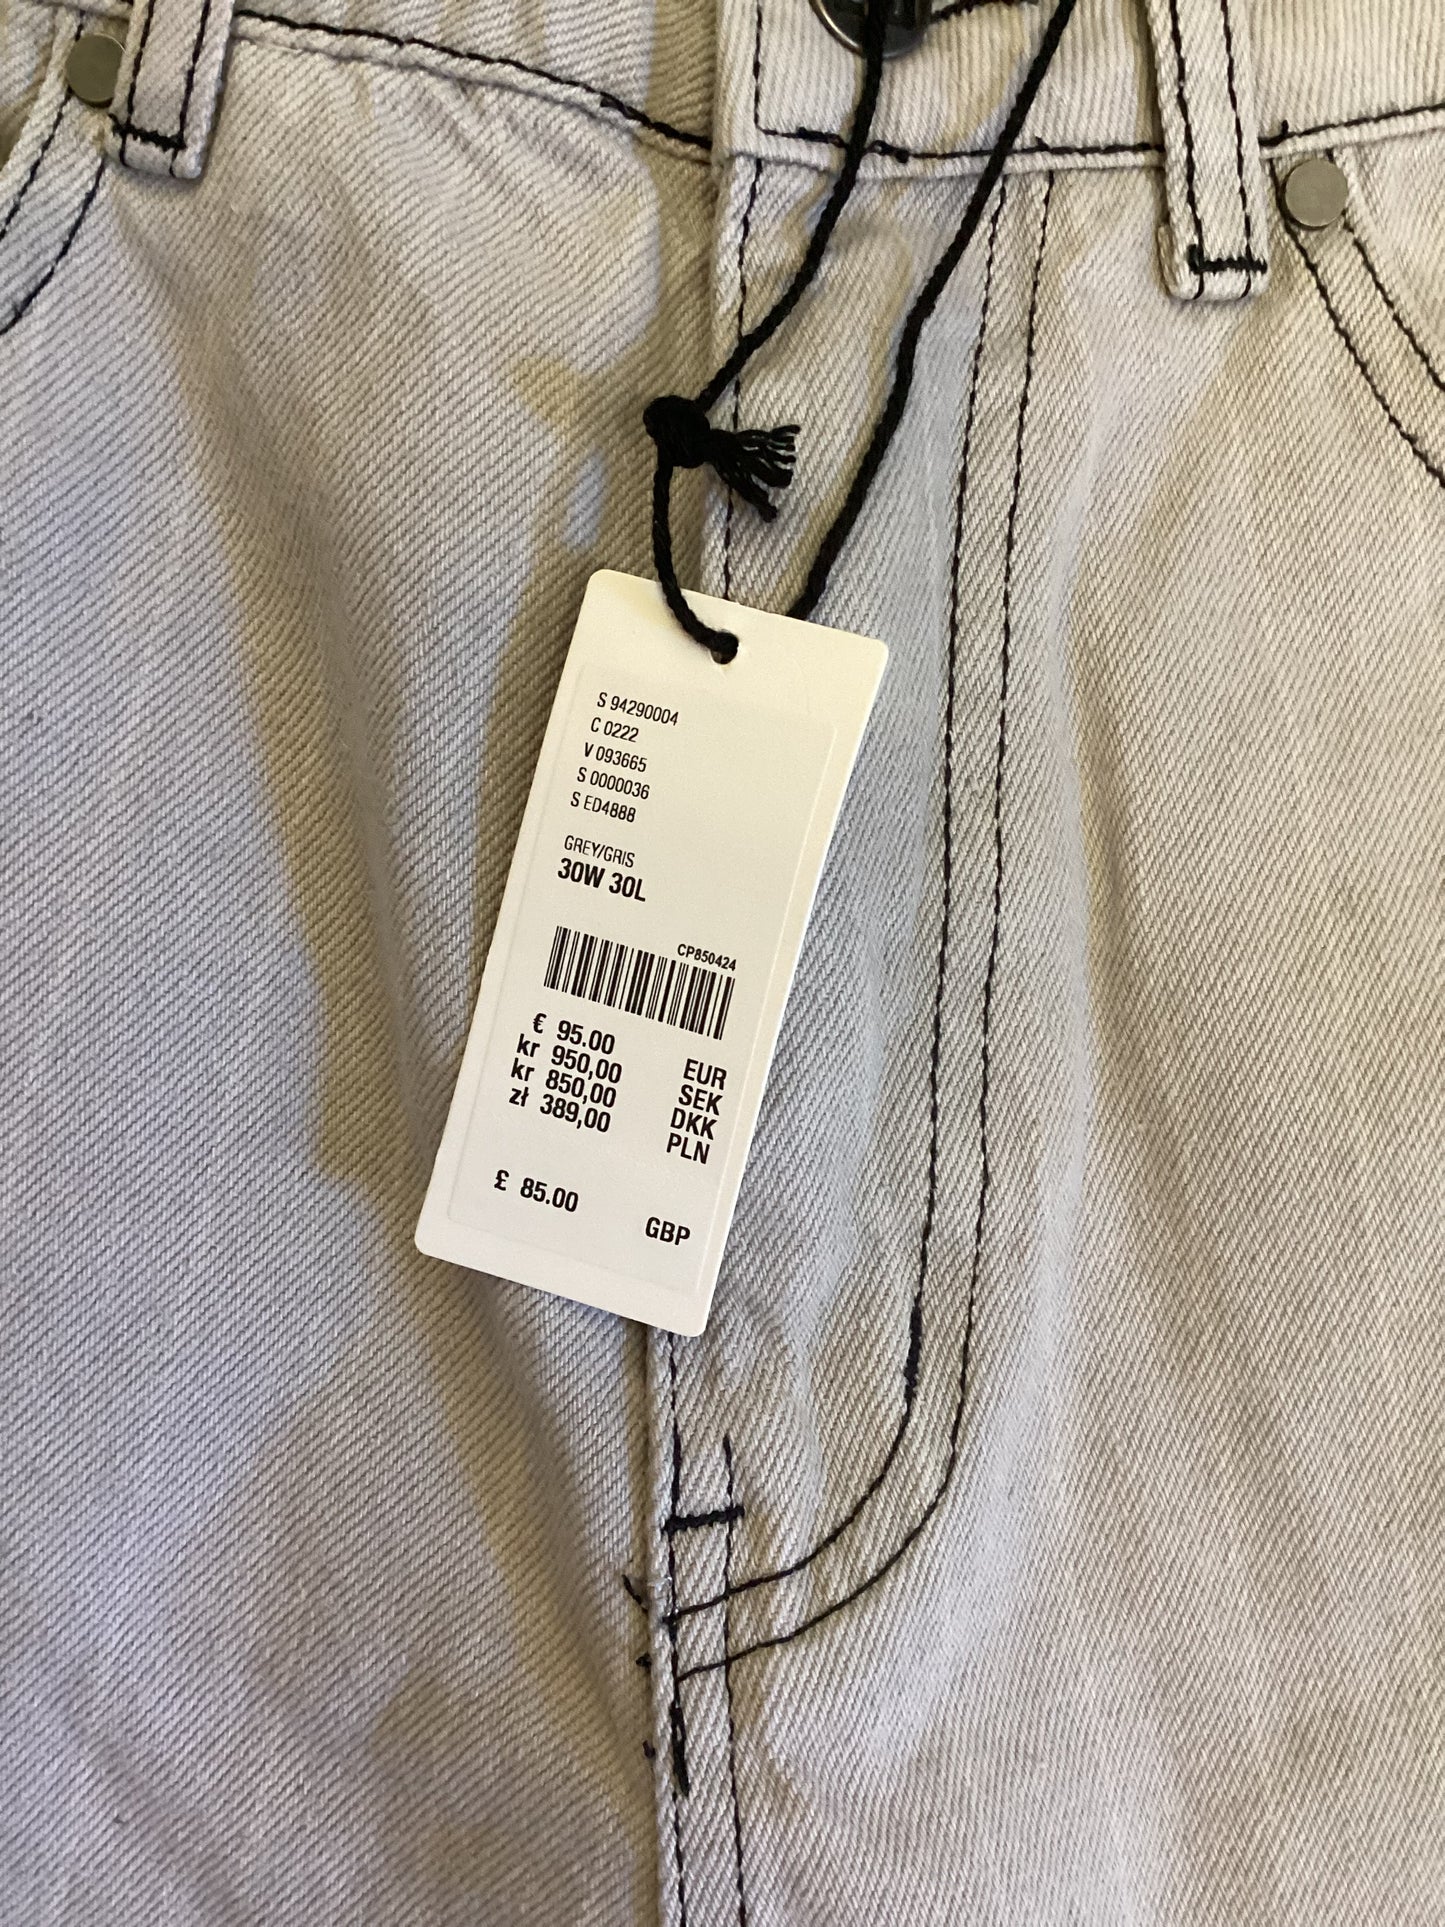 S 94290004
C 0222
V 093665
S 0000036
S ED4888
GREY/GRIS
30W 30L
CP850424
€ 95.00 EUR
kr 950,00 SEK
kr 850,00 DKK
zł 389,00 PLN
£ 85.00 GBP